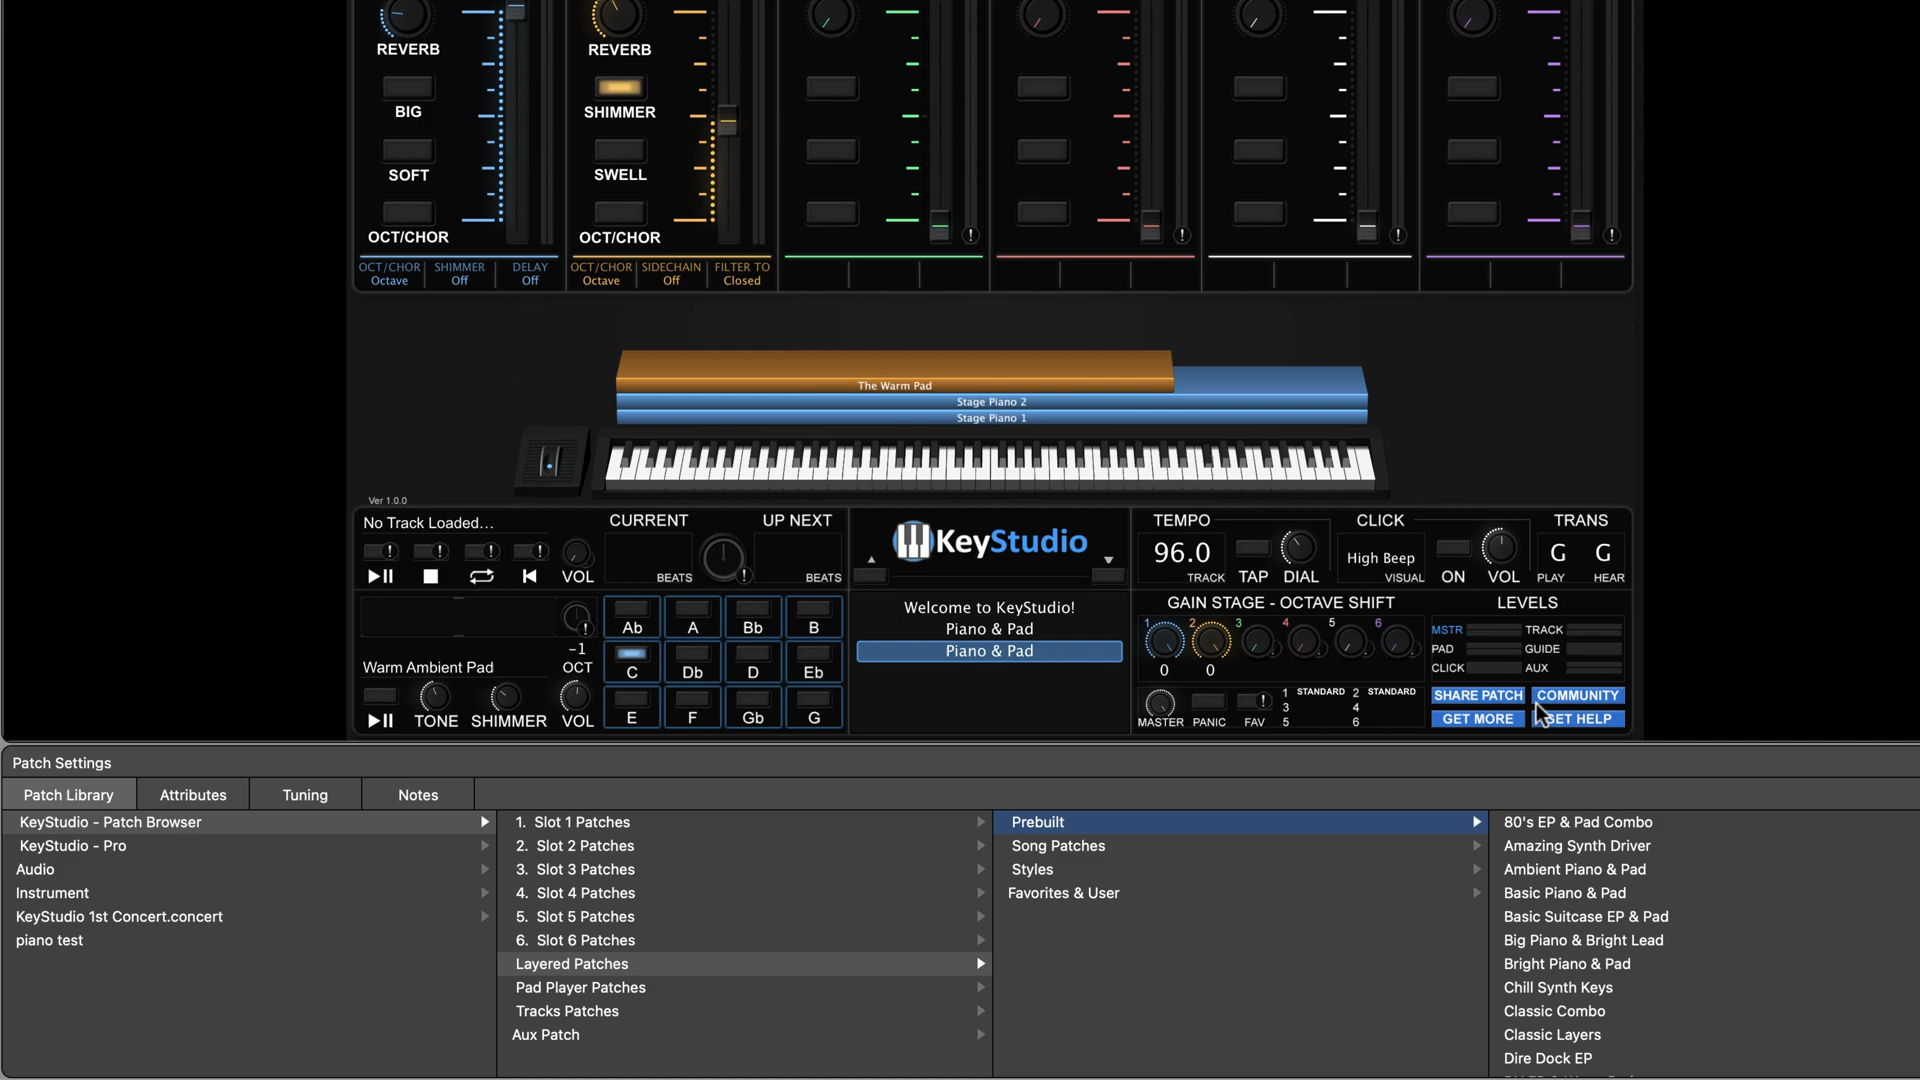 REVERB
REVERB
BIG
SHIMMER
SOFT
SWELL
OCT/CHOR
OCT/CHOR
OCT/CHOR SHIMMER DELAY OCT/CHOR SIDECHAIN FILTER TO
Octave Off Off Octave Off Closed
The Warm Pad
Stage Piano 2
Stage Piano 1
Ver 1.0.0
No Track Loaded...
CURRENT UP NEXT
VOL
BEATS BEATS
KeyStudio
TEMPO CLICK TRANS
96.0 High Beep G G
TRACK TAP DIAL VISUAL ON VOL PLAY HEAR
-1
OCT
Warm Ambient Pad
TONE SHIMMER VOL
Ab A Bb B
C Db D Eb
E F Gb G
Welcome to KeyStudio!
Piano & Pad
Piano & Pad
GAIN STAGE - OCTAVE SHIFT
1 2 3 4 5 6
0 0
MASTER PANIC FAV
1 STANDARD 2 STANDARD
3 4
5 6
LEVELS
MSTR TRACK
PAD GUIDE
CLICK AUX
SHARE PATCH COMMUNITY
GET MORE GET HELP
Patch Settings
Patch Library Attributes Tuning Notes
KeyStudio - Patch Browser
KeyStudio - Pro
Audio
Instrument
KeyStudio 1st Concert.concert
piano test
1. Slot 1 Patches
2. Slot 2 Patches
3. Slot 3 Patches
4. Slot 4 Patches
5. Slot 5 Patches
6. Slot 6 Patches
Layered Patches
Pad Player Patches
Tracks Patches
Aux Patch
Prebuilt
Song Patches
Styles
Favorites & User
80's EP & Pad Combo
Amazing Synth Driver
Ambient Piano & Pad
Basic Piano & Pad
Basic Suitcase EP & Pad
Big Piano & Bright Lead
Bright Piano & Pad
Chill Synth Keys
Classic Combo
Classic Layers
Dire Dock EP